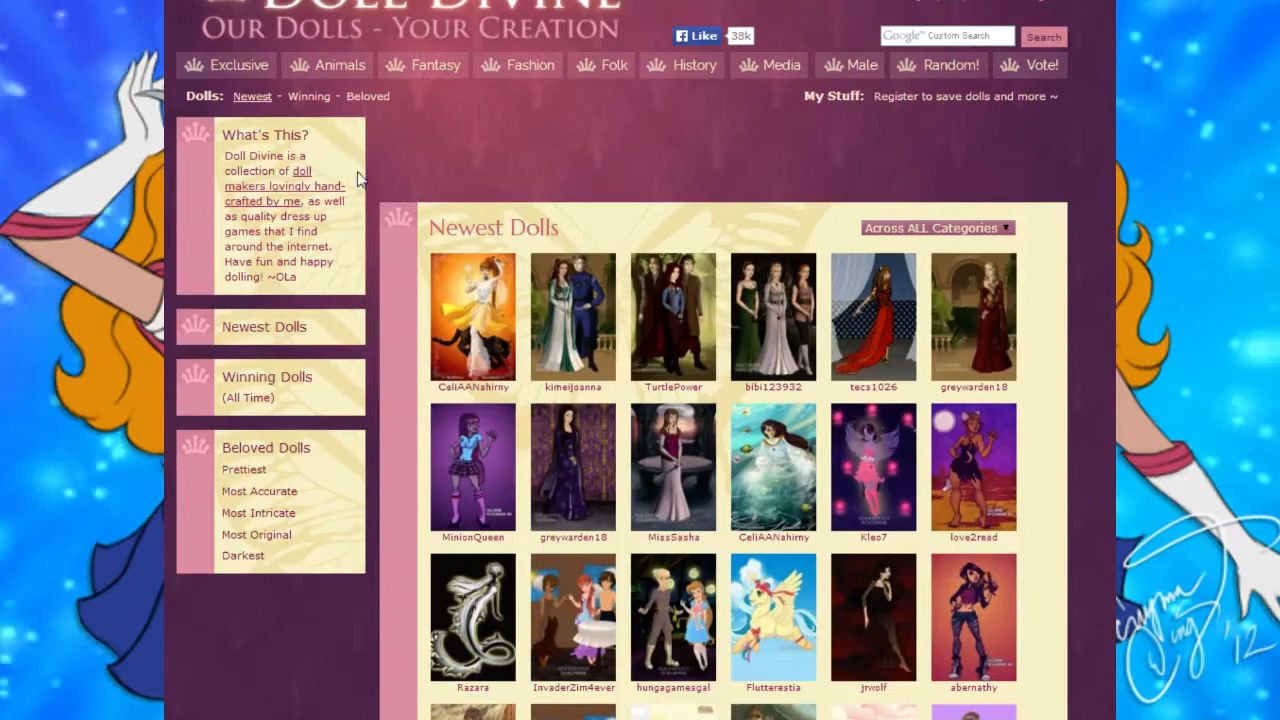 DOLL DIVINE
OUR DOLLS - YOUR CREATION
Like 38k
Google™ Custom Search Search
Exclusive Animals Fantasy Fashion Folk History Media Male Random! Vote!
Dolls: Newest - Winning - Beloved
My Stuff: Register to save dolls and more ~
What's This?
Doll Divine is a
collection of doll
makers lovingly hand-
crafted by me, as well
as quality dress up
games that I find
around the internet.
Have fun and happy
dolling! ~OLa
Newest Dolls
Winning Dolls
(All Time)
Beloved Dolls
Prettiest
Most Accurate
Most Intricate
Most Original
Darkest
Newest Dolls
Across ALL Categories ▼
CeliAANahirny kimeijoanna TurtlePower bibi123932 tecs1026 greywarden18
MinionQueen greywarden18 MissSasha CeliAANahirny Kleo7 love2read
Razara InvaderZim4ever hungagamesgal Flutterestia jrwolf abernathy
'12